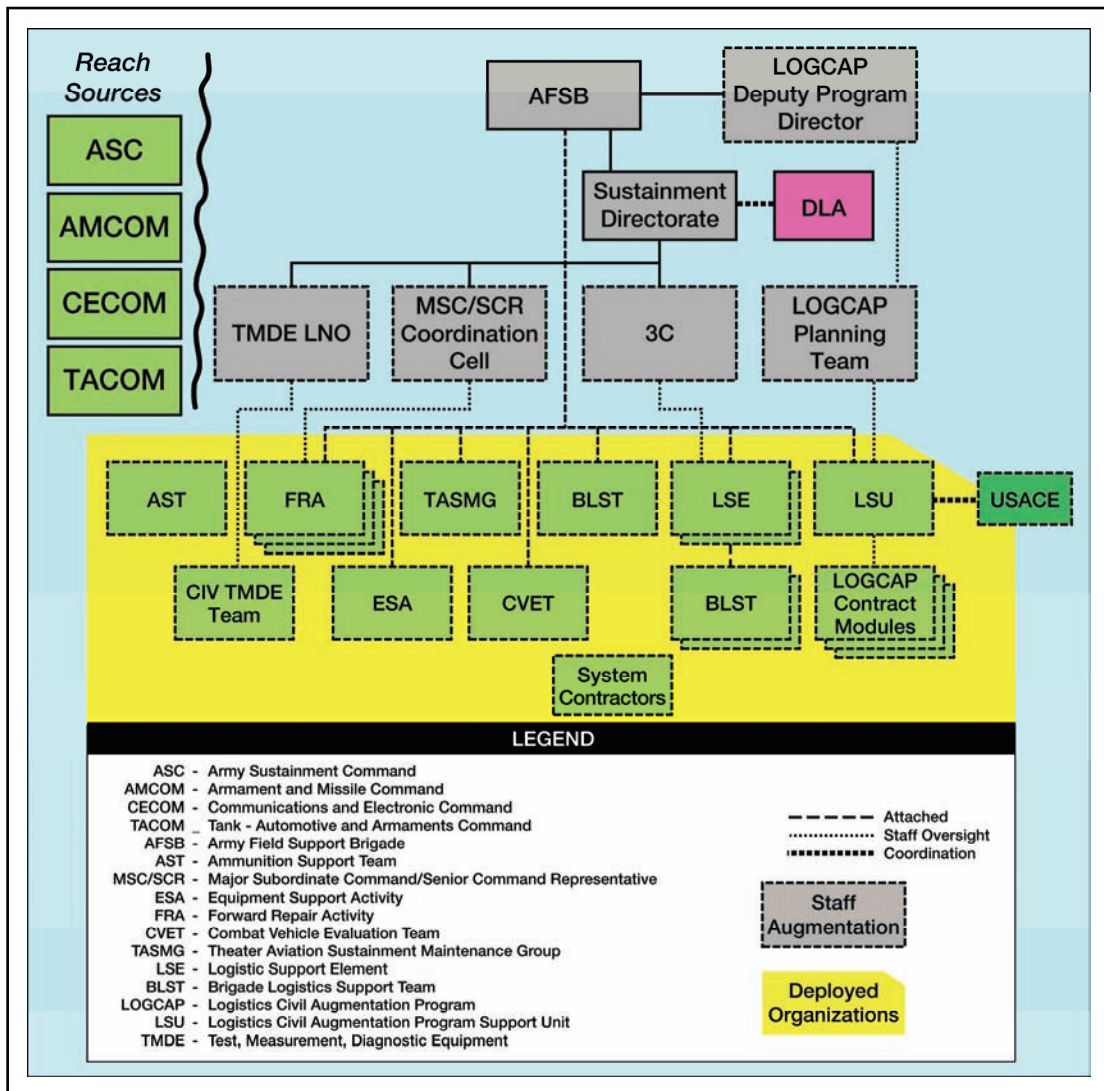 Reach
Sources
ASC
AMCOM
CECOM
TACOM
AFSB
LOGCAP
Deputy Program
Director
Sustainment
Directorate
DLA
TMDE LNO
MSC/SCR
Coordination
Cell
3C
LOGCAP
Planning
Team
AST
FRA
TASMG
BLST
LSE
LSU
USACE
CIV TMDE
Team
ESA
CVET
BLST
LOGCAP
Contract
Modules
System
Contractors
LEGEND
ASC - Army Sustainment Command
AMCOM - Armament and Missile Command
CECOM - Communications and Electronic Command
TACOM _ Tank - Automotive and Armaments Command
AFSB - Army Field Support Brigade
AST - Ammunition Support Team
MSC/SCR - Major Subordinate Command/Senior Command Representative
ESA - Equipment Support Activity
FRA - Forward Repair Activity
CVET - Combat Vehicle Evaluation Team
TASMG - Theater Aviation Sustainment Maintenance Group
LSE - Logistic Support Element
BLST - Brigade Logistics Support Team
LOGCAP - Logistics Civil Augmentation Program
LSU - Logistics Civil Augmentation Program Support Unit
TMDE - Test, Measurement, Diagnostic Equipment
Attached
Staff Oversight
Coordination
Staff
Augmentation
Deployed
Organizations